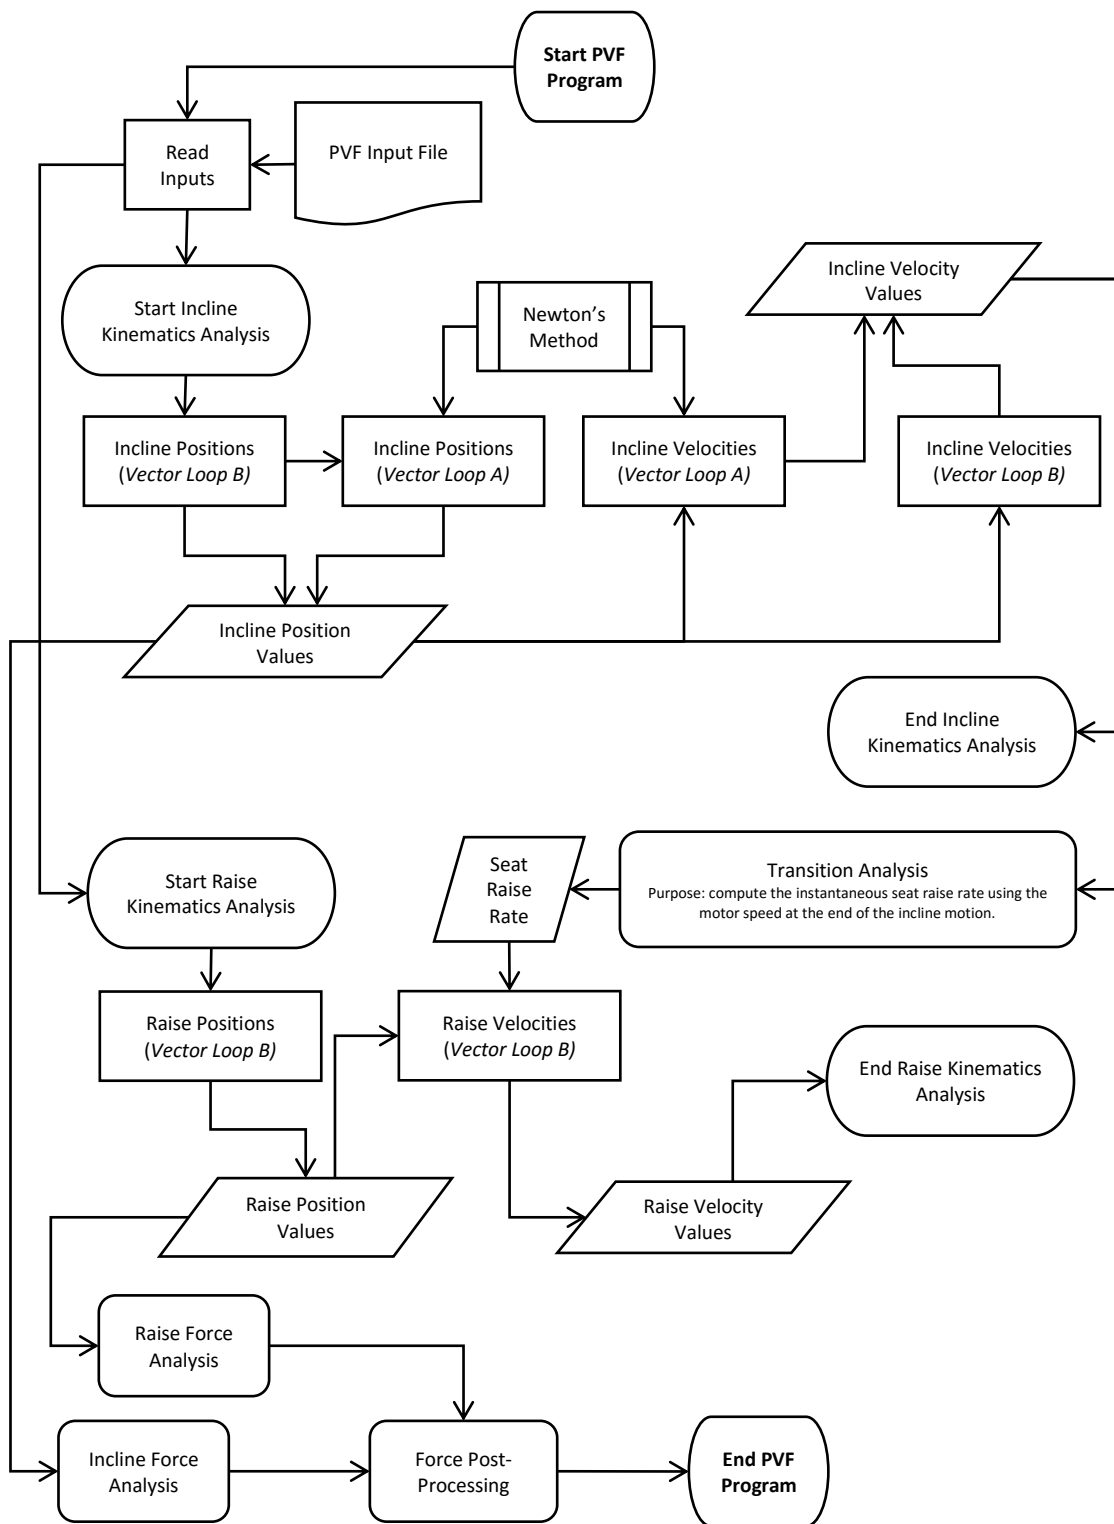 Start PVF
Program
Read
Inputs
PVF Input File
Start Incline
Kinematics Analysis
Newton’s
Method
Incline Velocity
Values
Incline Positions
(Vector Loop B)
Incline Positions
(Vector Loop A)
Incline Velocities
(Vector Loop A)
Incline Velocities
(Vector Loop B)
Incline Position
Values
End Incline
Kinematics Analysis
Start Raise
Kinematics Analysis
Seat
Raise
Rate
Transition Analysis
Purpose: compute the instantaneous seat raise rate using the
motor speed at the end of the incline motion.
Raise Positions
(Vector Loop B)
Raise Velocities
(Vector Loop B)
End Raise Kinematics
Analysis
Raise Position
Values
Raise Velocity
Values
Raise Force
Analysis
Incline Force
Analysis
Force Post-
Processing
End PVF
Program